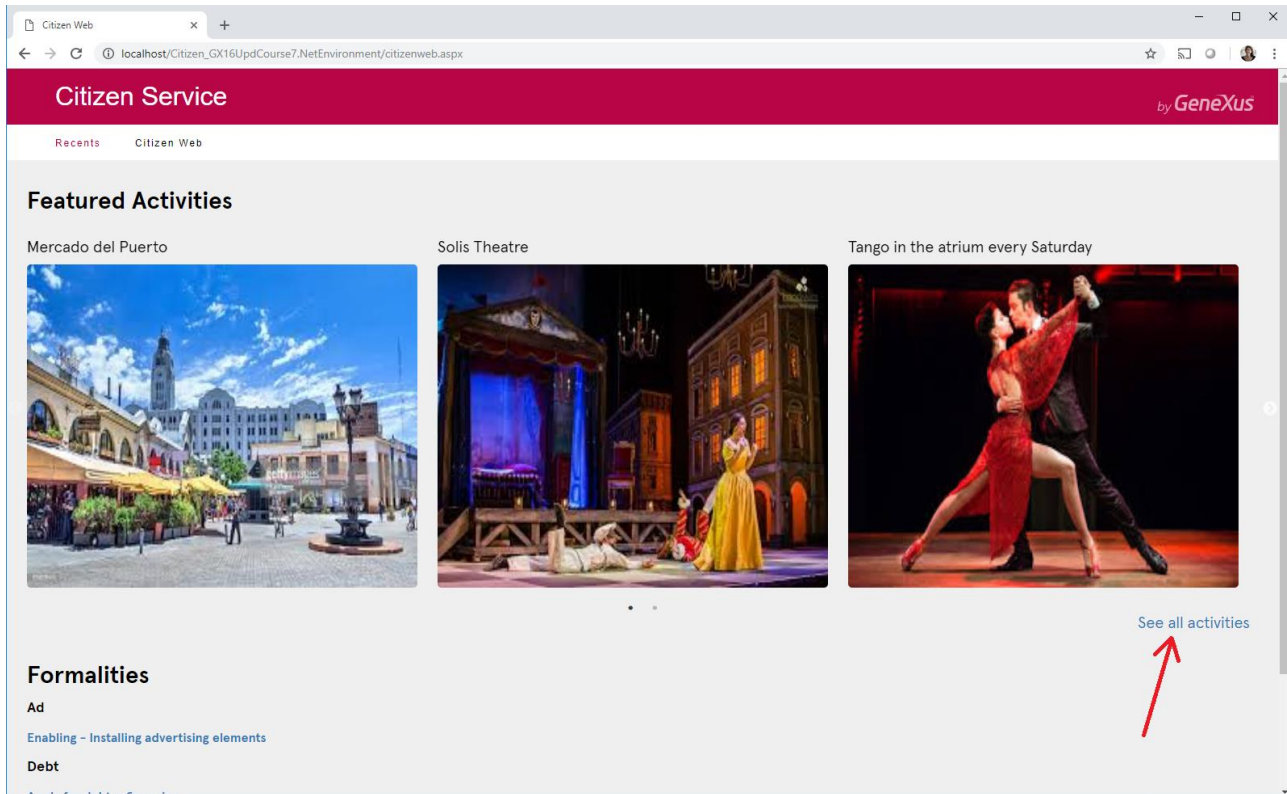 Citizen Web
localhost/Citizen_GX16UpdCourse7.NetEnvironment/citizenweb.aspx
Citizen Service
by GeneXus
Recents Citizen Web
Featured Activities
Mercado del Puerto Solis Theatre Tango in the atrium every Saturday
See all activities
Formalities
Ad
Enabling - Installing advertising elements
Debt